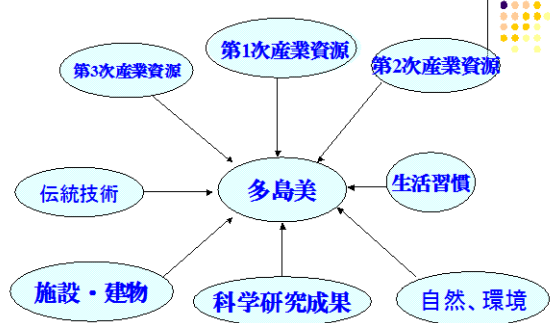 第1次産業資源
第3次産業資源
第2次産業資源
伝統技術
多島美
生活習慣
施設・建物
科学研究成果
自然、環境